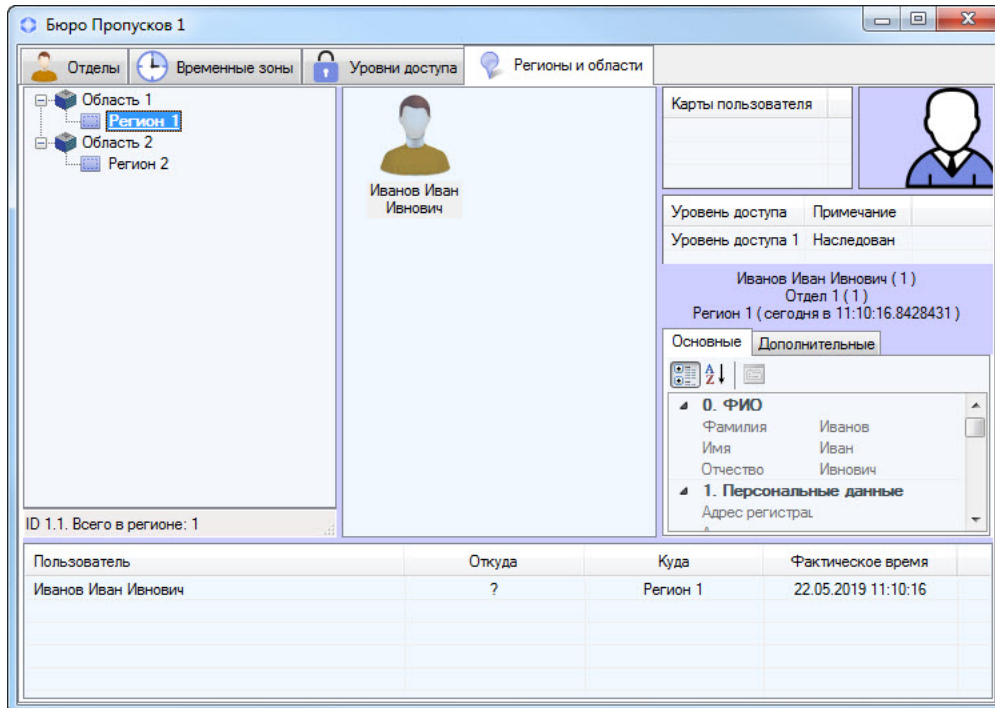 Бюро Пропусков 1
Отделы Временные зоны Уровни доступа Регионы и области
Область 1
Регион 1
Область 2
Регион 2
ID 1.1. Всего в регионе: 1
Иванов Иван
Ивнович
Карты пользователя
Уровень доступа Примечание
Уровень доступа 1 Наследован
Иванов Иван Ивнович ( 1 )
Отдел 1 ( 1 )
Регион 1 ( сегодня в 11:10:16.8428431 )
Основные Дополнительные
0. ФИО
Фамилия Иванов
Имя Иван
Отчество Ивнович
1. Персональные данные
Адрес регистрац
Пользователь Откуда Куда Фактическое время
Иванов Иван Ивнович ? Регион 1 22.05.2019 11:10:16